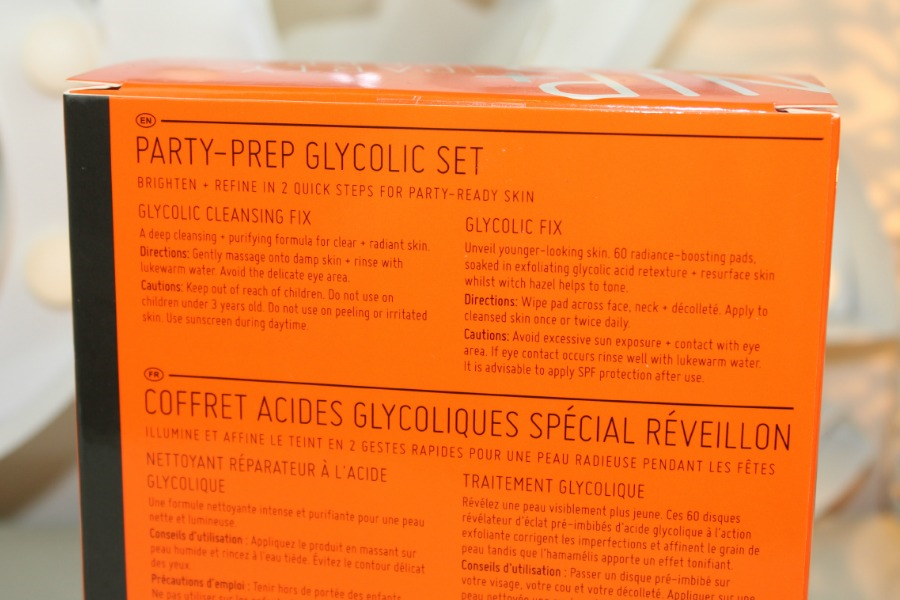 EN
PARTY-PREP GLYCOLIC SET
BRIGHTEN + REFINE IN 2 QUICK STEPS FOR PARTY-READY SKIN
GLYCOLIC CLEANSING FIX
A deep cleansing + purifying formula for clear + radiant skin.
Directions: Gently massage onto damp skin + rinse with
lukewarm water. Avoid the delicate eye area.
Cautions: Keep out of reach of children. Do not use on
children under 3 years old. Do not use on peeling or irritated
skin. Use sunscreen during daytime.
GLYCOLIC FIX
Unveil younger-looking skin. 60 radiance-boosting pads,
soaked in exfoliating glycolic acid retexture + resurface skin
whilst witch hazel helps to tone.
Directions: Wipe pad across face, neck + décolleté. Apply to
cleansed skin once or twice daily.
Cautions: Avoid excessive sun exposure + contact with eye
area. If eye contact occurs rinse well with lukewarm water.
It is advisable to apply SPF protection after use.
FR
COFFRET ACIDES GLYCOLIQUES SPÉCIAL RÉVEILLON
ILLUMINE ET AFFINE LE TEINT EN 2 GESTES RAPIDES POUR UNE PEAU RADIEUSE PENDANT LES FÊTES
NETTOYANT RÉPARATEUR À L'ACIDE
GLYCOLIQUE
Une formule nettoyante intense et purifiante pour une peau
nette et lumineuse.
Conseils d'utilisation : Appliquez le produit en massant sur
peau humide et rincez à l'eau tiède. Evitez le contour délicat
des yeux.
Précautions d'emploi : Tenir hors de portée des enfants.
Ne pas utiliser sur les
TRAITEMENT GLYCOLIQUE
Révélez une peau visiblement plus jeune. Ces 60 disques
révélateur d'éclat pré-imbibés d'acide glycolique à l'action
exfoliante corrigent les imperfections et affinent le grain de
peau tandis que l'hamamélis apporte un effet tonifiant.
Conseils d'utilisation : Passer un disque pré-imbibé sur
votre visage, votre cou et votre décolleté. Appliquer sur une
peau nettoyée une